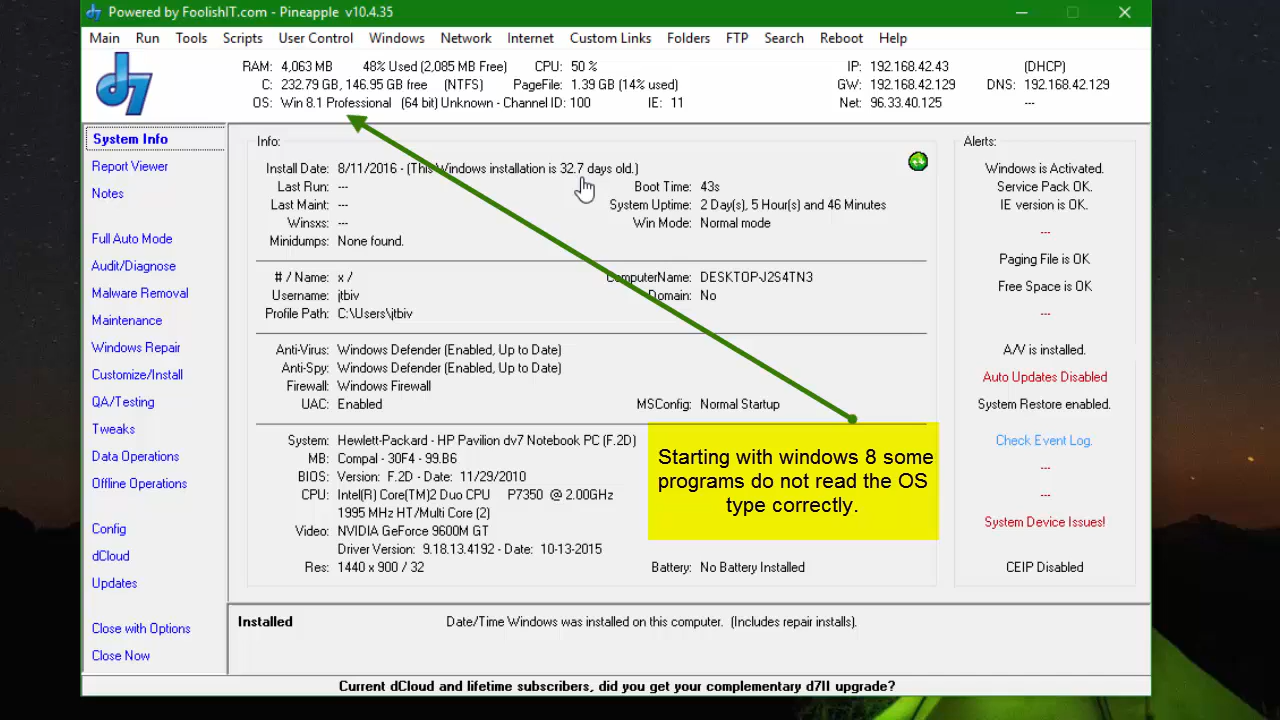 d7 Powered by FoolishIT.com - Pineapple v10.4.35
Main Run Tools Scripts User Control Windows Network Internet Custom Links Folders FTP Search Reboot Help
d7
RAM: 4,063 MB 48% Used (2,085 MB Free) CPU: 50 % IP: 192.168.42.43 (DHCP)
C: 232.79 GB, 146.95 GB free (NTFS) PageFile: 1.39 GB (14% used) GW: 192.168.42.129 DNS: 192.168.42.129
OS: Win 8.1 Professional (64 bit) Unknown - Channel ID: 100 IE: 11 Net: 96.33.40.125 ---
System Info
Report Viewer
Notes
Full Auto Mode
Audit/Diagnose
Malware Removal
Maintenance
Windows Repair
Customize/Install
QA/Testing
Tweaks
Data Operations
Offline Operations
Config
dCloud
Updates
Close with Options
Close Now
Info:
Install Date: 8/11/2016 - (This Windows installation is 32.7 days old.)
Last Run: --- Boot Time: 43s
Last Maint: --- System Uptime: 2 Day(s), 5 Hour(s) and 46 Minutes
Winsxs: --- Win Mode: Normal mode
Minidumps: None found.
# / Name: x / ComputerName: DESKTOP-J2S4TN3
Username: jtbiv Domain: No
Profile Path: C:\Users\jtbiv
Anti-Virus: Windows Defender (Enabled, Up to Date)
Anti-Spy: Windows Defender (Enabled, Up to Date)
Firewall: Windows Firewall
UAC: Enabled MSConfig: Normal Startup
System: Hewlett-Packard - HP Pavilion dv7 Notebook PC (F.2D)
MB: Compal - 30F4 - 99.B6
BIOS: Version: F.2D - Date: 11/29/2010
CPU: Intel(R) Core(TM)2 Duo CPU P7350 @ 2.00GHz
1995 MHz HT/Multi Core (2)
Video: NVIDIA GeForce 9600M GT
Driver Version: 9.18.13.4192 - Date: 10-13-2015
Res: 1440 x 900 / 32 Battery: No Battery Installed
Starting with windows 8 some
programs do not read the OS
type correctly.
Alerts:
Windows is Activated.
Service Pack OK.
IE version is OK.
---
Paging File is OK
Free Space is OK
---
A/V is installed.
Auto Updates Disabled
System Restore enabled.
Check Event Log.
---
---
System Device Issues!
CEIP Disabled
Installed Date/Time Windows was installed on this computer. (Includes repair installs).
Current dCloud and lifetime subscribers, did you get your complementary d7II upgrade?